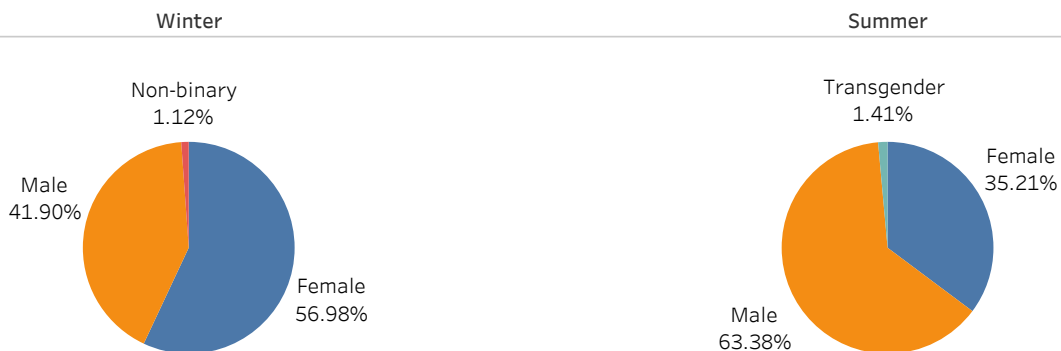 Winter
Summer
Non-binary
1.12%
Male
41.90%
Female
56.98%
Transgender
1.41%
Female
35.21%
Male
63.38%